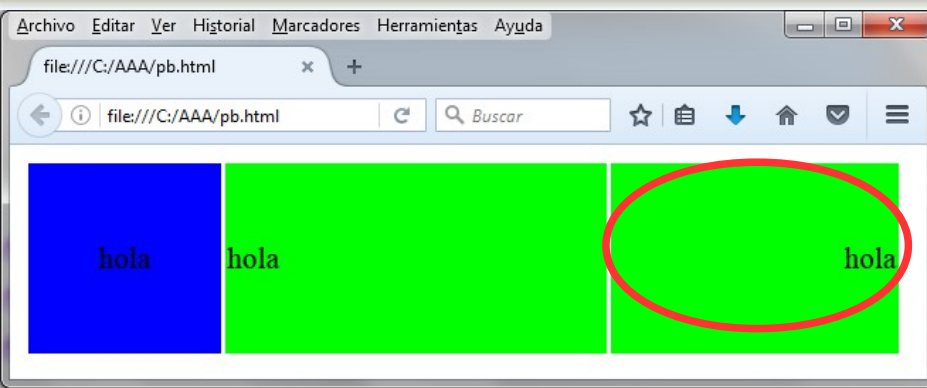 Archivo Editar Ver Historial Marcadores Herramientas Ayuda
file:///C:/AAA/pb.html
file:///C:/AAA/pb.html Buscar
hola hola hola